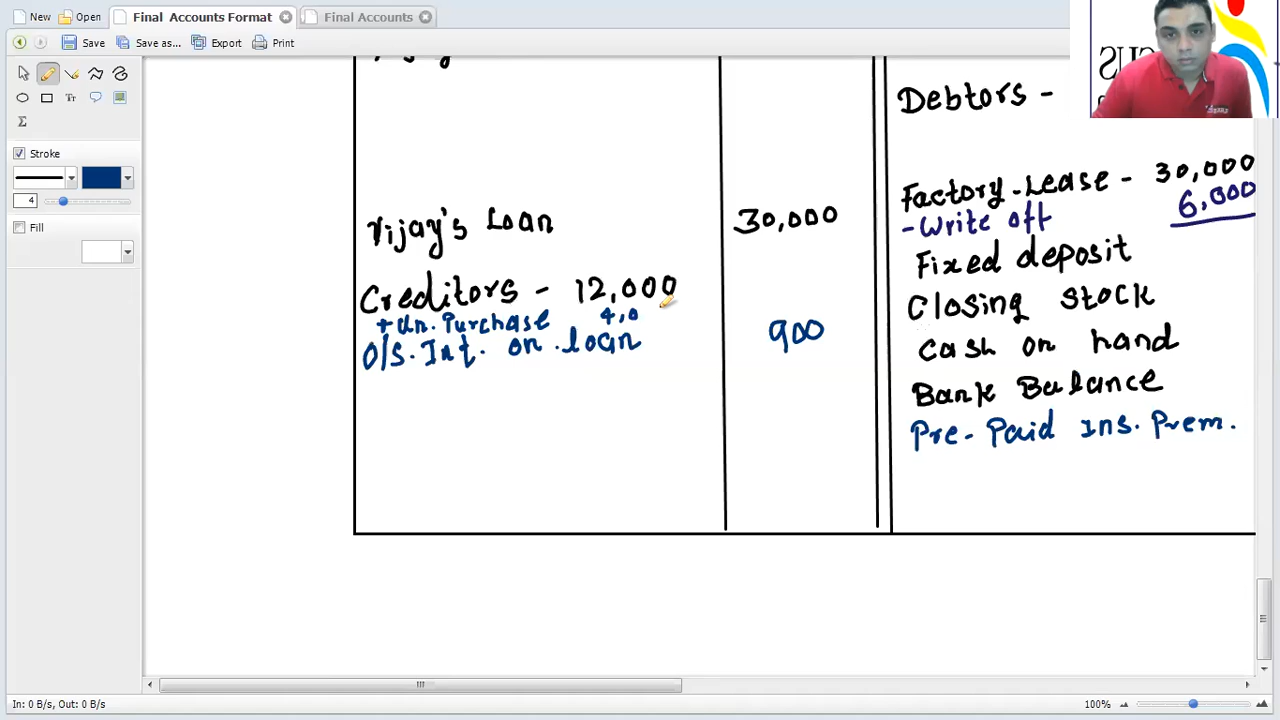 New Open Final Accounts Format Final Accounts
Save Save as... Export Print
Stroke
4
Fill
Debtors -
Factory Lease - 30,000
- Write off 6,000
Fixed deposit
Closing stock
Cash on hand
Bank Balance
Pre-Paid Ins. Prem.
Vijay's Loan 30,000
Creditors - 12,000
+ Un. Purchase 4,0
O/S. Int. on loan 900
In: 0 B/s, Out: 0 B/s 100%